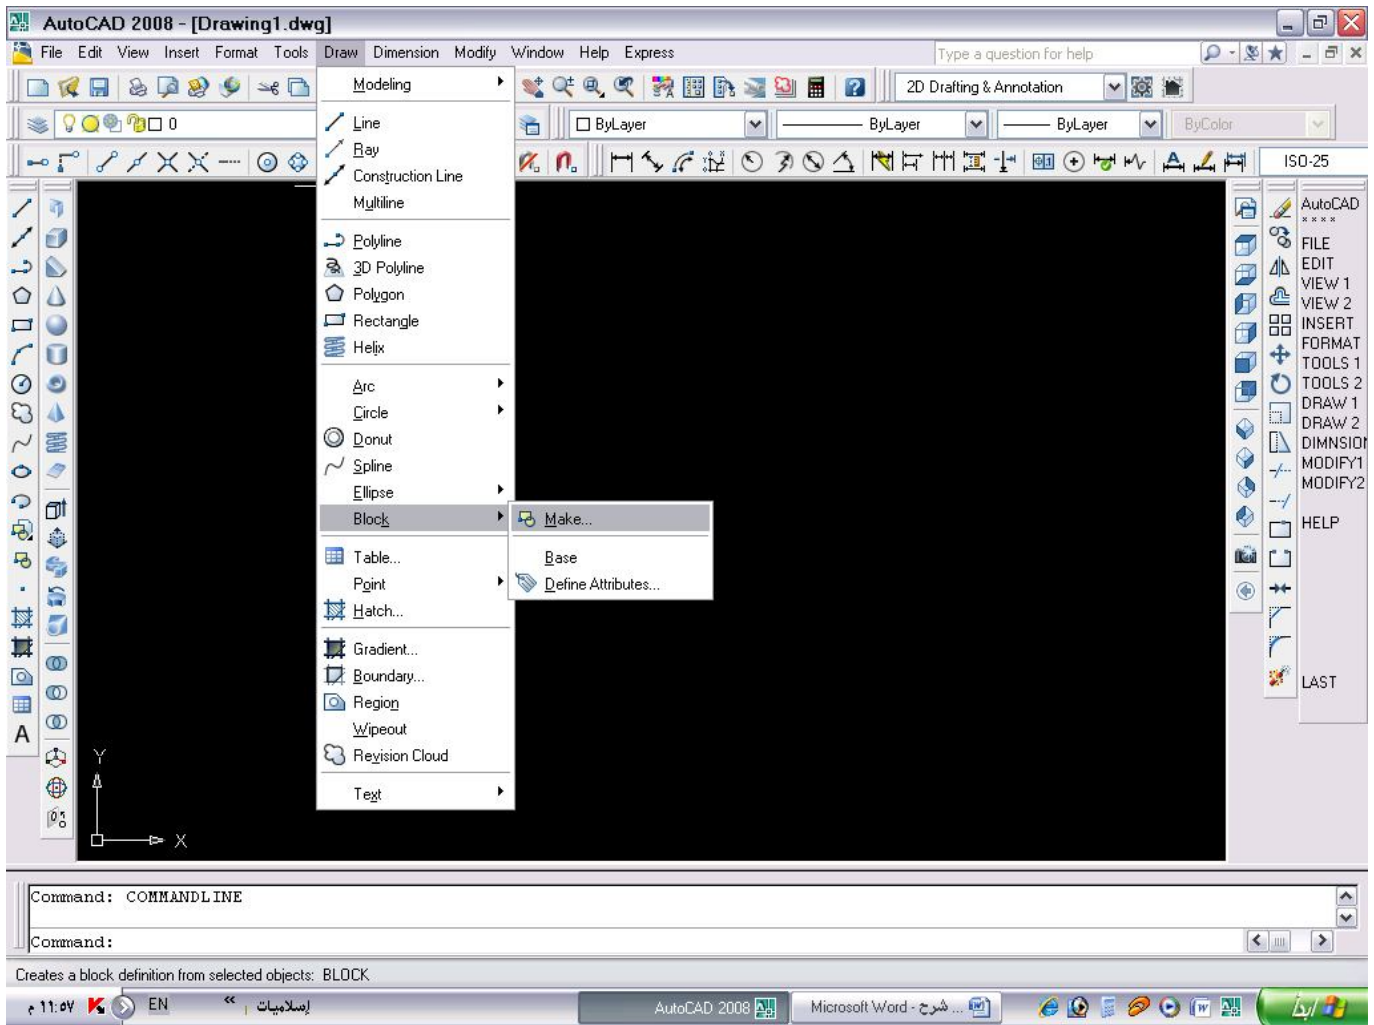 AutoCAD 2008 - [Drawing1.dwg]
File Edit View Insert Format Tools Draw Dimension Modify Window Help Express
Type a question for help
2D Drafting & Annotation
0
ByLayer
ByLayer
ByLayer
ByColor
ISO-25
Modeling
Line
Ray
Construction Line
Multiline
Polyline
3D Polyline
Polygon
Rectangle
Helix
Arc
Circle
Donut
Spline
Ellipse
Block
Table...
Point
Hatch...
Gradient...
Boundary...
Region
Wipeout
Revision Cloud
Text
Make...
Base
Define Attributes...
AutoCAD
* * * *
FILE
EDIT
VIEW 1
VIEW 2
INSERT
FORMAT
TOOLS 1
TOOLS 2
DRAW 1
DRAW 2
DIMNSION
MODIFY1
MODIFY2
HELP
LAST
A
Y
X
Command: COMMANDLINE
Command:
Creates a block definition from selected objects: BLOCK
١١:٥٧ م
EN
إسلاميات
AutoCAD 2008
Microsoft Word - شرح ...
ابدأ